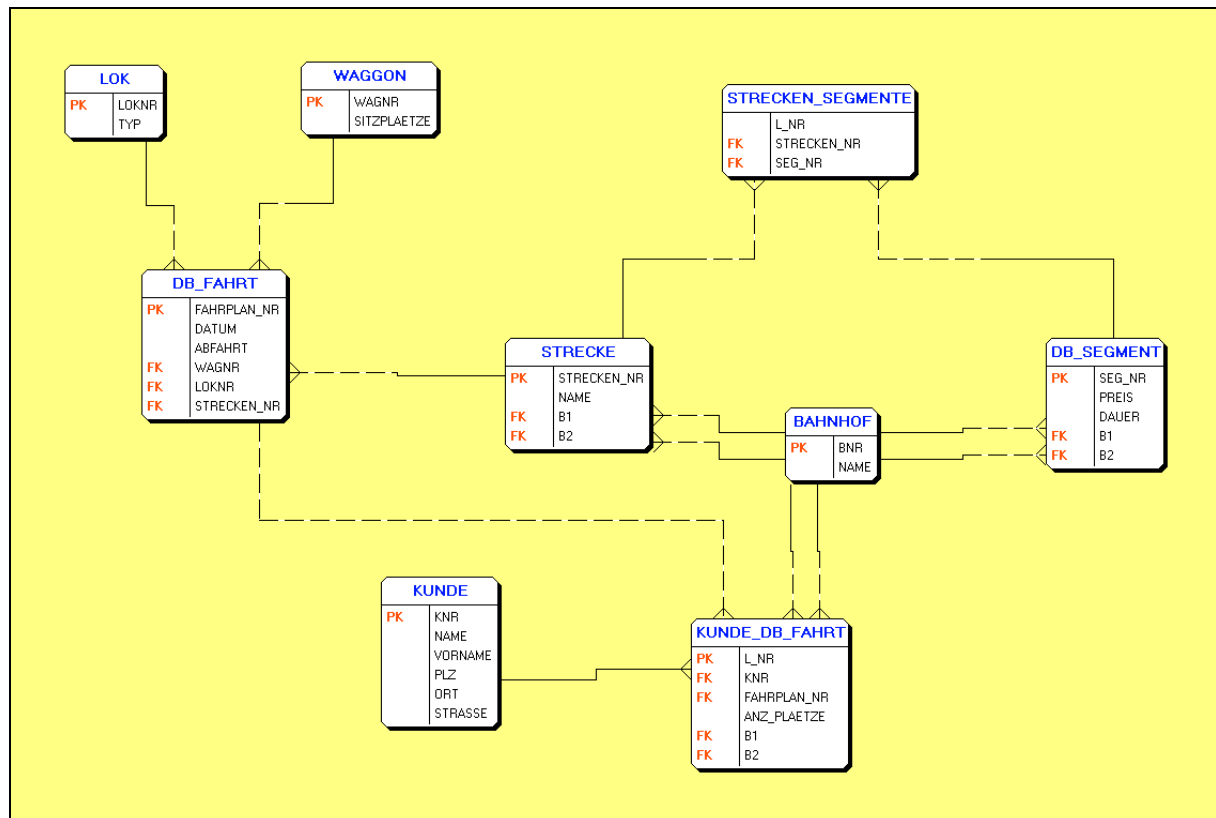 LOK
PK LOKNR
TYP
WAGGON
PK WAGNR
SITZPLAETZE
STRECKEN_SEGMENTE
L_NR
FK STRECKEN_NR
FK SEG_NR
DB_FAHRT
PK FAHRPLAN_NR
DATUM
ABFAHRT
FK WAGNR
FK LOKNR
FK STRECKEN_NR
STRECKE
PK STRECKEN_NR
NAME
FK B1
FK B2
BAHNHOF
PK BNR
NAME
DB_SEGMENT
PK SEG_NR
PREIS
DAUER
FK B1
FK B2
KUNDE
PK KNR
NAME
VORNAME
PLZ
ORT
STRASSE
KUNDE_DB_FAHRT
PK L_NR
FK KNR
FK FAHRPLAN_NR
ANZ_PLAETZE
FK B1
FK B2